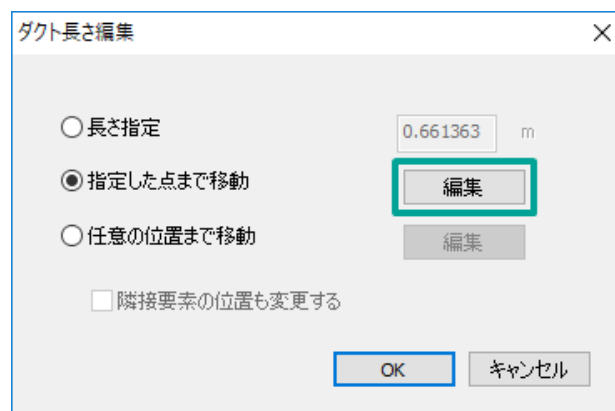 ダクト長さ編集
長さ指定 0.661363 m
指定した点まで移動 編集
任意の位置まで移動 編集
隣接要素の位置も変更する
OK キャンセル